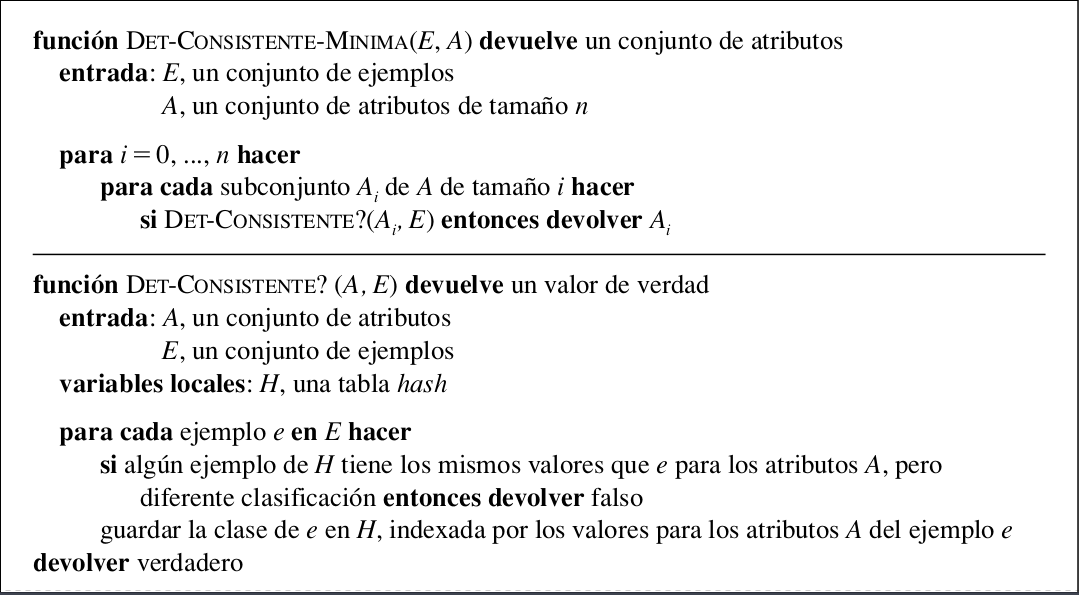 función DET-CONSISTENTE-MINIMA(E, A) devuelve un conjunto de atributos
entrada: E, un conjunto de ejemplos
A, un conjunto de atributos de tamaño n
para i = 0, ..., n hacer
para cada subconjunto Ai de A de tamaño i hacer
si DET-CONSISTENTE?(Ai, E) entonces devolver Ai
función DET-CONSISTENTE? (A, E) devuelve un valor de verdad
entrada: A, un conjunto de atributos
E, un conjunto de ejemplos
variables locales: H, una tabla hash
para cada ejemplo e en E hacer
si algún ejemplo de H tiene los mismos valores que e para los atributos A, pero
diferente clasificación entonces devolver falso
guardar la clase de e en H, indexada por los valores para los atributos A del ejemplo e
devolver verdadero